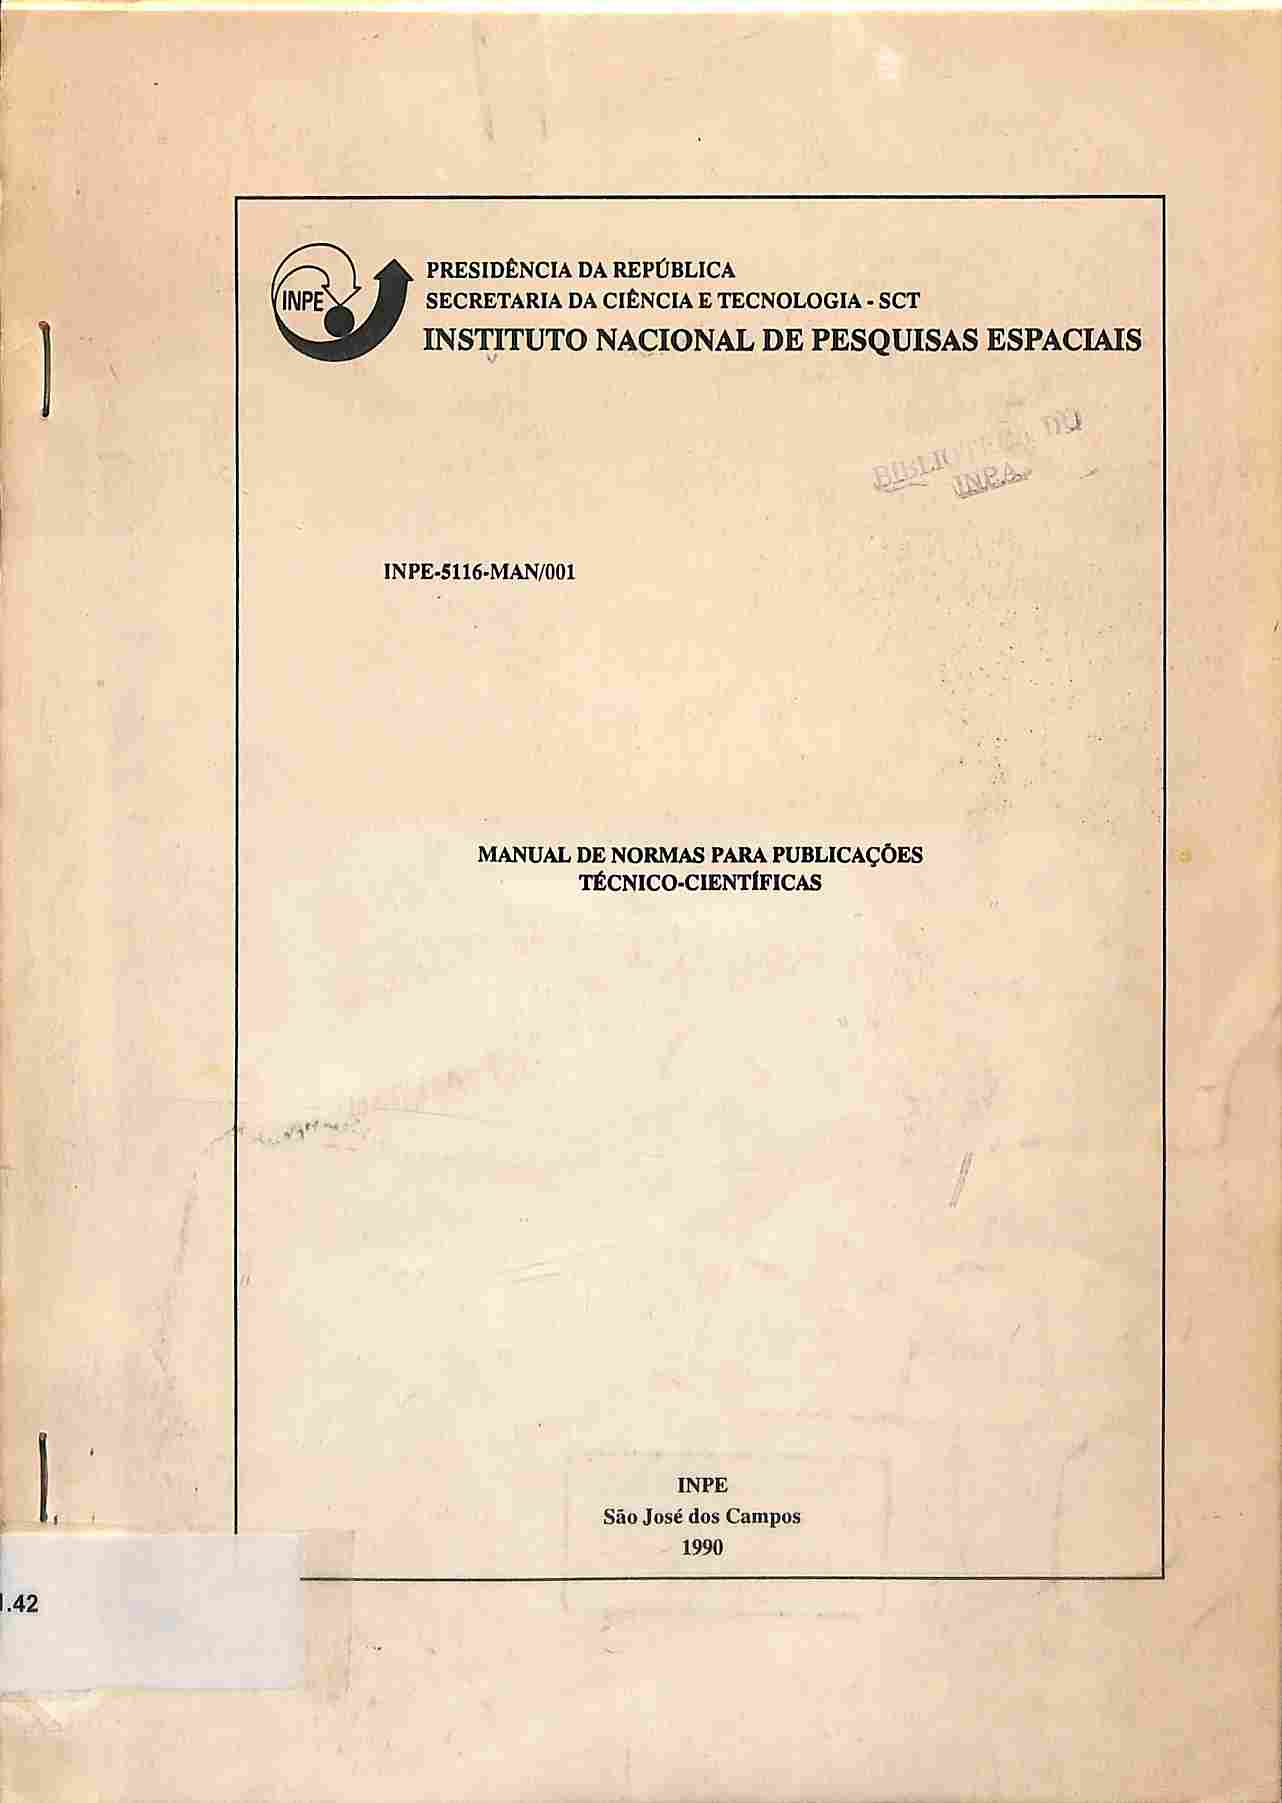 INPE
PRESIDÊNCIA DA REPÚBLICA
SECRETARIA DA CIÊNCIA E TECNOLOGIA - SCT
INSTITUTO NACIONAL DE PESQUISAS ESPACIAIS
BIBLIOTECA DO
INPA
INPE-5116-MAN/001
MANUAL DE NORMAS PARA PUBLICAÇÕES
TÉCNICO-CIENTÍFICAS
INPE
São José dos Campos
1990
.42